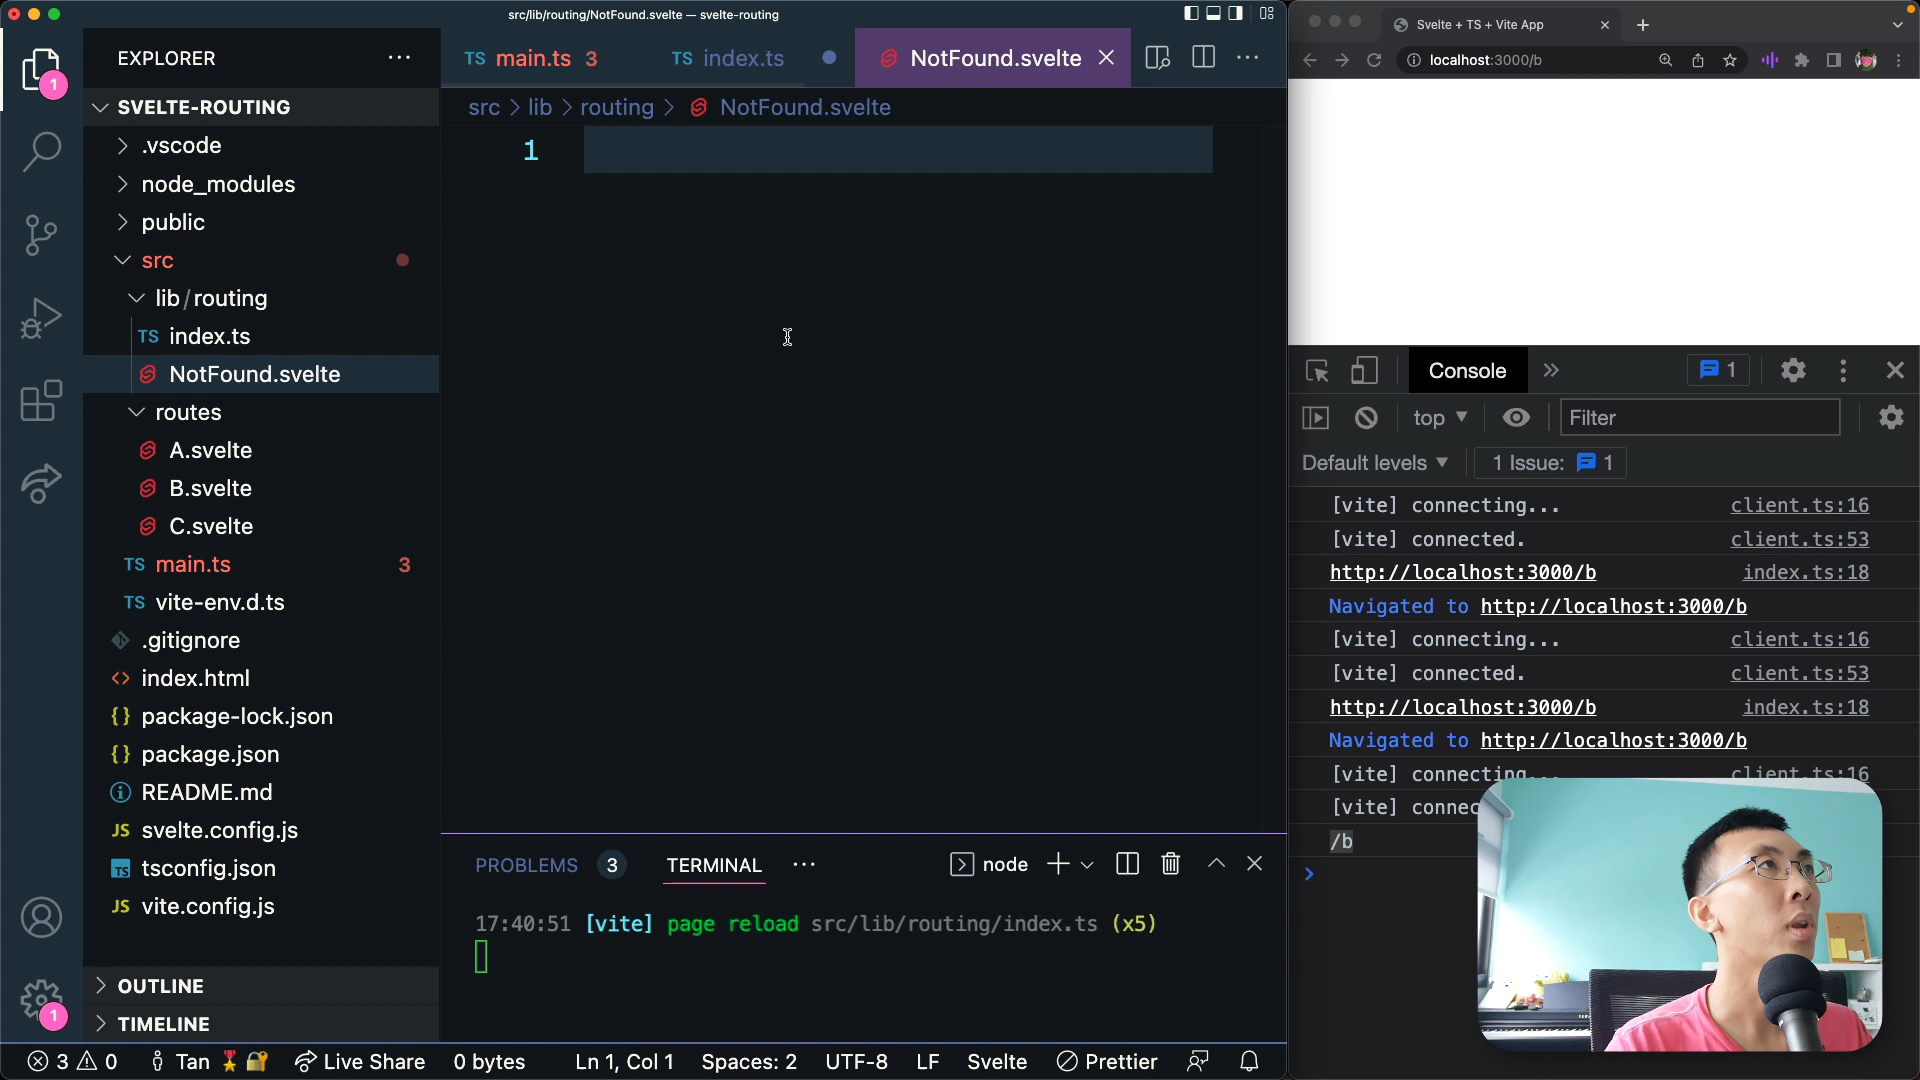 src/lib/routing/NotFound.svelte — svelte-routing
EXPLORER
TS main.ts 3
TS index.ts
NotFound.svelte
src > lib > routing > NotFound.svelte
1
SVELTE-ROUTING
.vscode
node_modules
public
src
lib / routing
TS index.ts
NotFound.svelte
routes
A.svelte
B.svelte
C.svelte
TS main.ts 3
TS vite-env.d.ts
.gitignore
<> index.html
{} package-lock.json
{} package.json
README.md
JS svelte.config.js
TS tsconfig.json
JS vite.config.js
OUTLINE
TIMELINE
1
1
PROBLEMS 3 TERMINAL ··· node
17:40:51 [vite] page reload src/lib/routing/index.ts (x5)
3 0 Tan Live Share 0 bytes Ln 1, Col 1 Spaces: 2 UTF-8 LF Svelte Prettier
Svelte + TS + Vite App
localhost:3000/b
Console 1
top Filter
Default levels 1 Issue: 1
[vite] connecting... client.ts:16
[vite] connected. client.ts:53
http://localhost:3000/b index.ts:18
Navigated to http://localhost:3000/b
[vite] connecting... client.ts:16
[vite] connected. client.ts:53
http://localhost:3000/b index.ts:18
Navigated to http://localhost:3000/b
[vite] connecting... client.ts:16
[vite] connec
/b